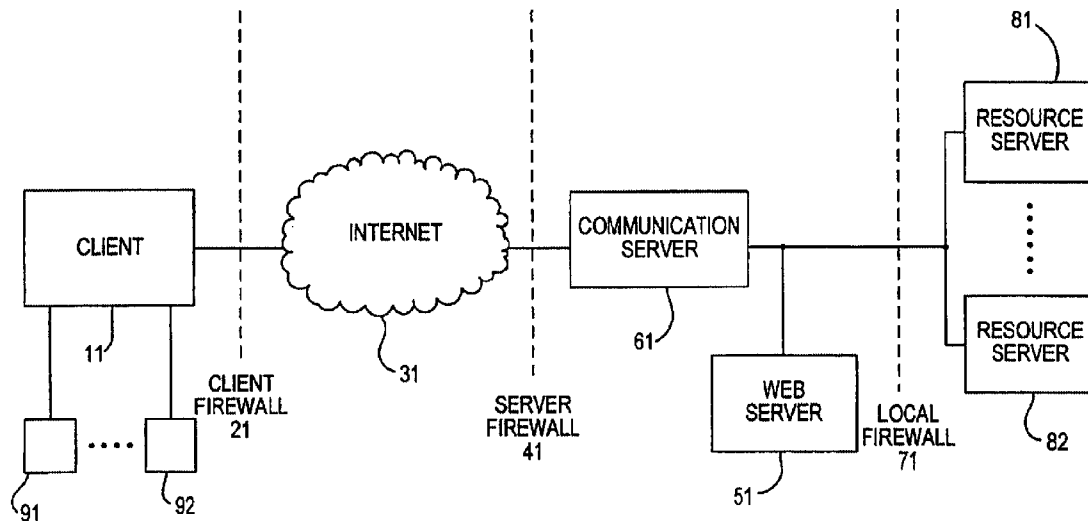 81
RESOURCE
SERVER
CLIENT
INTERNET
COMMUNICATION
SERVER
11
31
61
CLIENT
FIREWALL
21
SERVER
FIREWALL
41
WEB
SERVER
LOCAL
FIREWALL
71
RESOURCE
SERVER
91
92
51
82